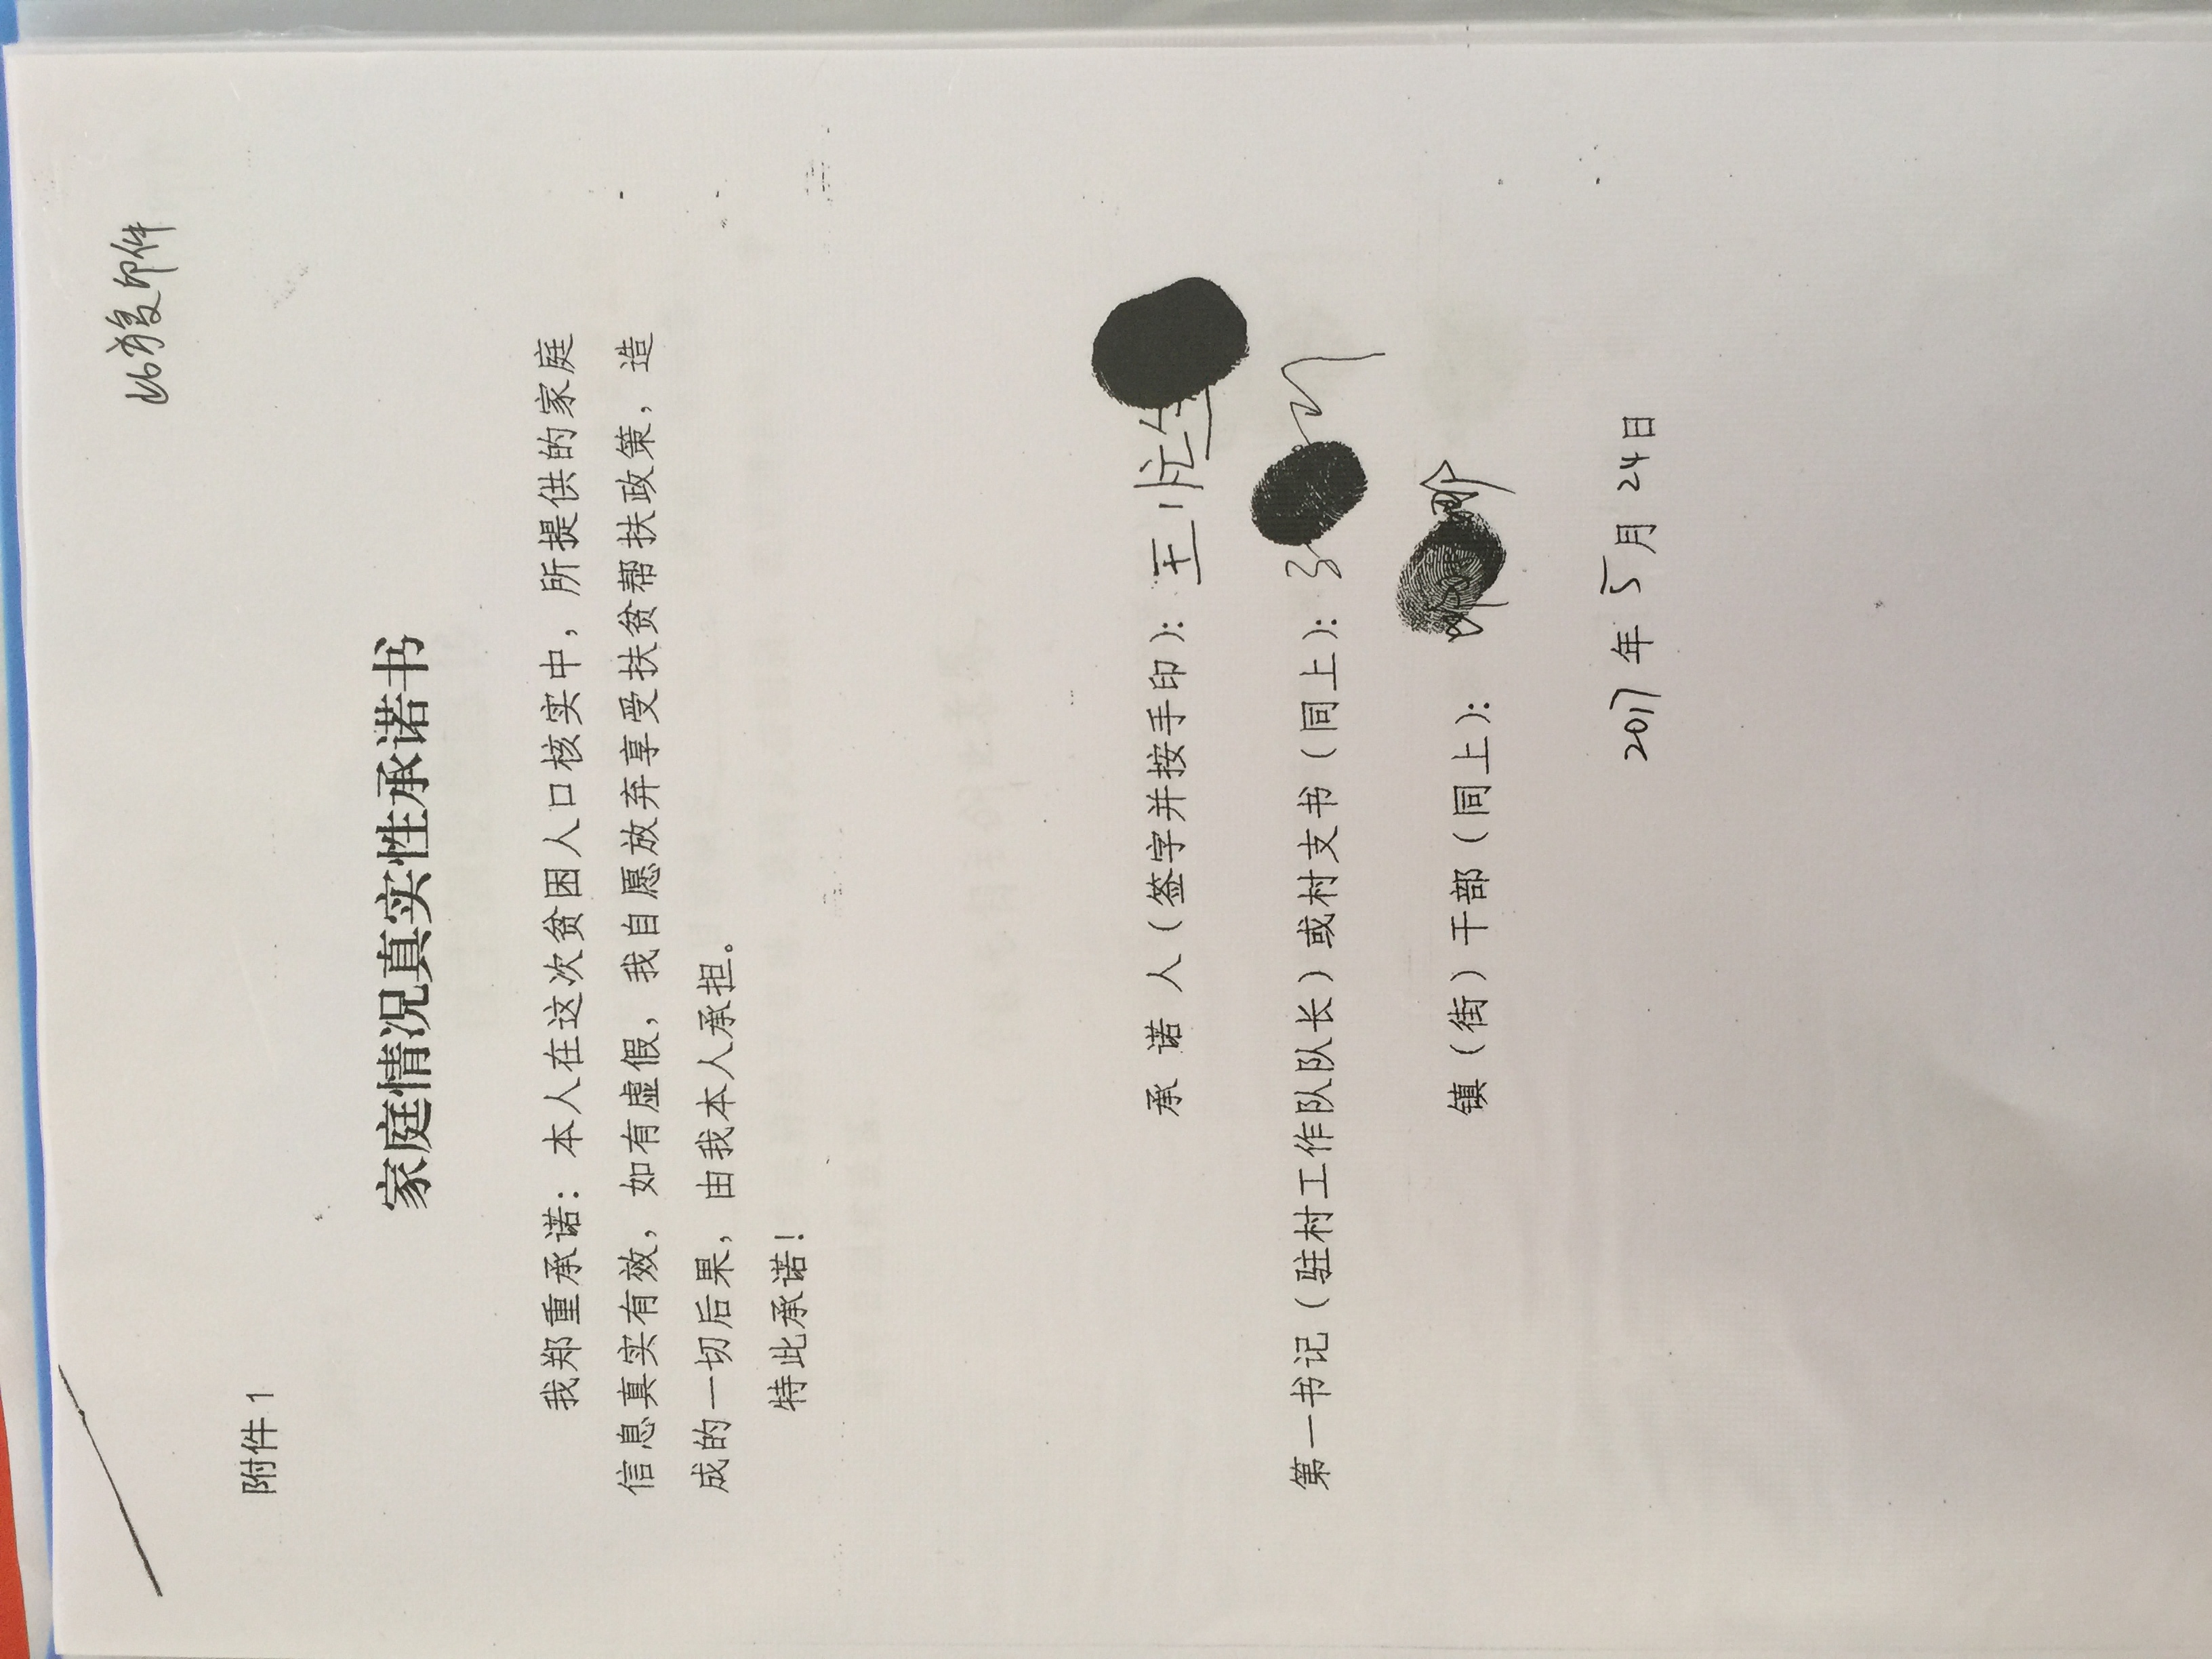 此为复印件
附件 1
家庭情况真实性承诺书
我郑重承诺：本人在这次贫困人口核实中，所提供的家庭
信息真实有效，如有虚假，我自愿放弃享受扶贫帮扶政策，造
成的一切后果，由我本人承担。
特此承诺！
承 诺 人（签字并按手印）：王忙生
第一书记（驻村工作队队长）或村支书（同上）：
镇（街）干部（同上）：
2017 年 5 月 24 日